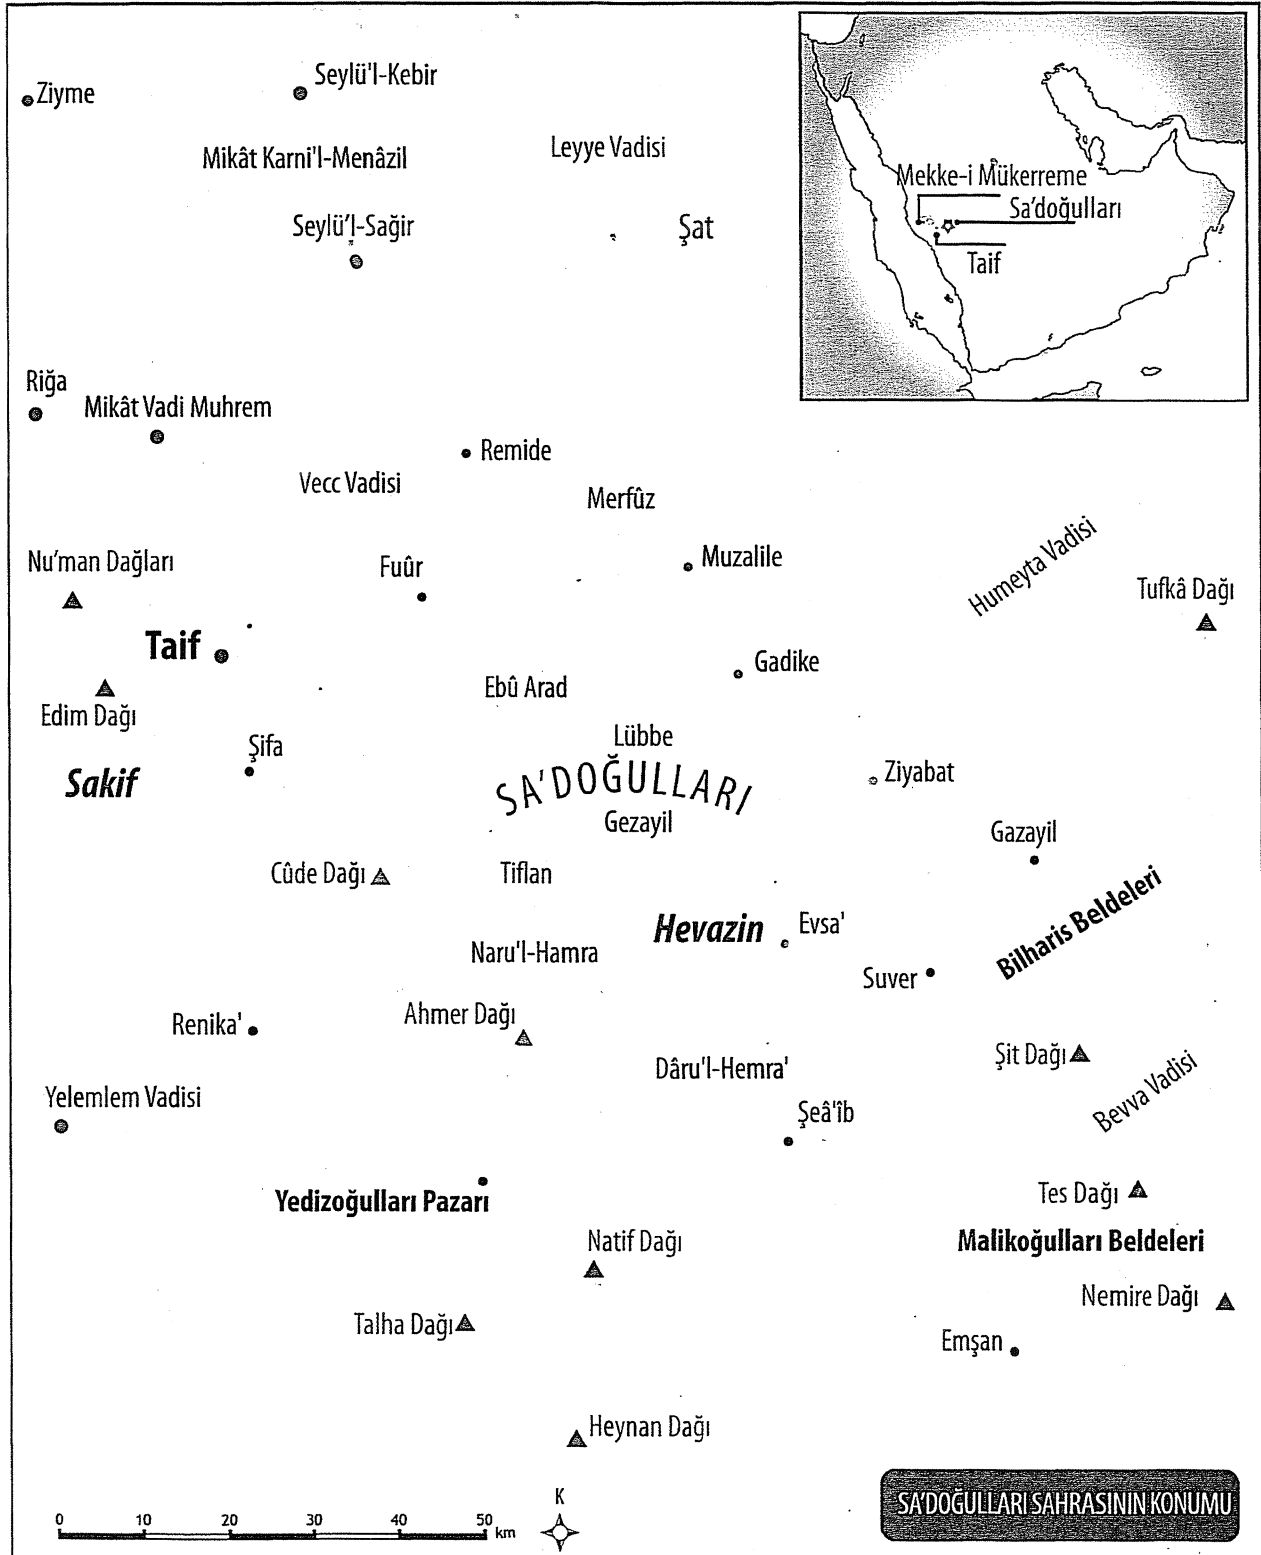 Ziyme
Seylü'l-Kebir
Mikât Karni'l-Menâzil
Leyye Vadisi
Seylü'l-Sağir
Şat
Mekke-i Mükerreme
Sa'doğulları
Taif
Riğa
Mikât Vadi Muhrem
Remide
Vecc Vadisi
Merfûz
Nu'man Dağları
Fuûr
Muzalile
Humeyta Vadisi
Tufkâ Dağı
Taif
Gadike
Edim Dağı
Ebû Arad
Şifa
Lübbe
Sakif
SA'DOĞULLARI
Ziyabat
Gezayil
Gazayil
Cûde Dağı
Tiflan
Hevazin
Evsa'
Bilharis Beldeleri
Naru'l-Hamra
Suver
Renika'
Ahmer Dağı
Dâru'l-Hemra'
Şit Dağı
Bevva Vadisi
Yelemlem Vadisi
Şeâ'îb
Yedizoğulları Pazarı
Tes Dağı
Natif Dağı
Malikoğulları Beldeleri
Talha Dağı
Nemire Dağı
Emşan
Heynan Dağı
K
0 10 20 30 40 50 km
SA'DOĞULLARI SAHRASININ KONUMU